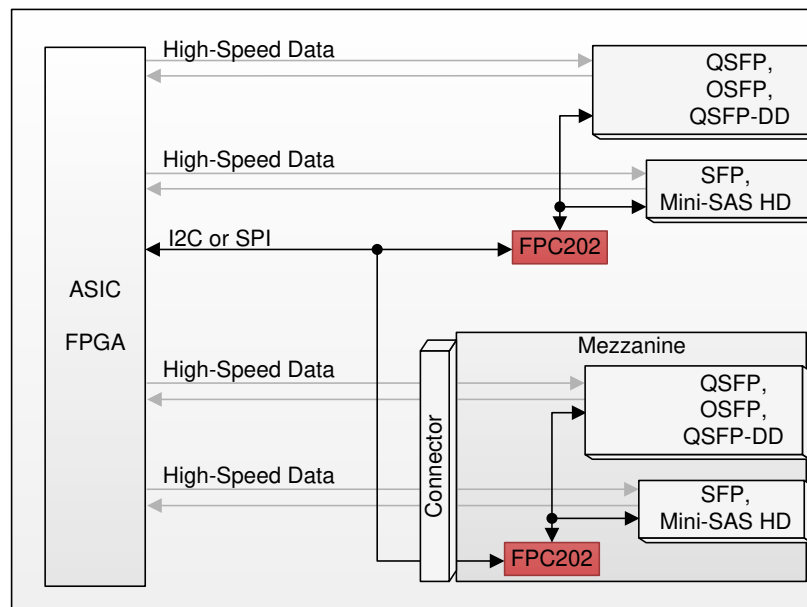 High-Speed Data
QSFP,
OSFP,
QSFP-DD
High-Speed Data
SFP,
Mini-SAS HD
I2C or SPI
FPC202
ASIC
FPGA
Mezzanine
High-Speed Data
QSFP,
OSFP,
QSFP-DD
Connector
High-Speed Data
SFP,
Mini-SAS HD
FPC202